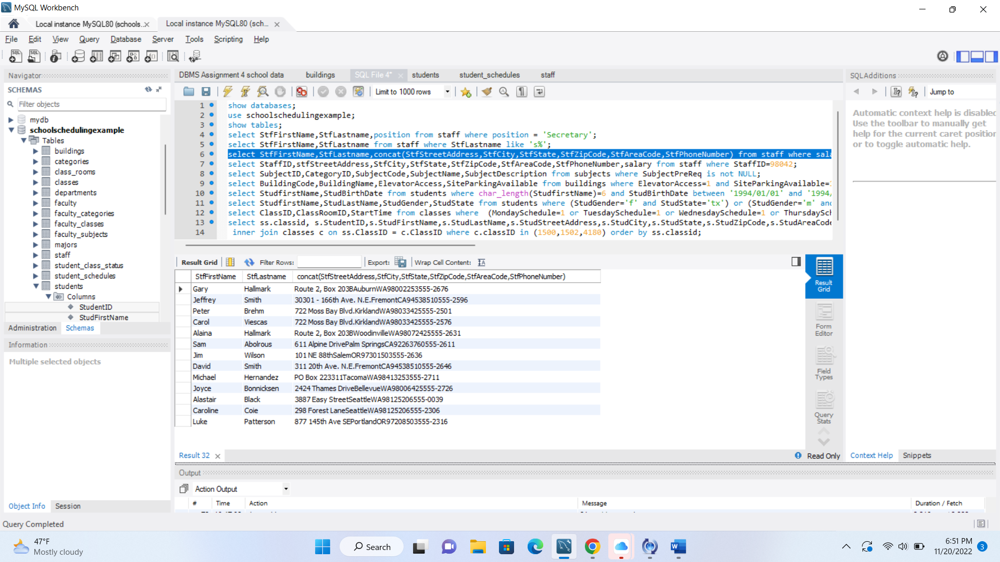 MySQL Workbench
Local instance MySQL80 (schools..
Local instance MySQL80 (sch...
File Edit View Query Database Server Tools Scripting Help
Navigator
SCHEMAS
Filter objects
mydb
schoolschedulingexample
Tables
buildings
categories
class_rooms
classes
departments
faculty
faculty_categories
faculty_classes
faculty_subjects
majors
staff
student_class_status
student_schedules
students
Columns
StudentID
StudFirstName
Administration Schemas
Information
Multiple selected objects
Object Info Session
DBMS Assignment 4 school data buildings SQL File 4* students student_schedules staff
Limit to 1000 rows
1 show databases;
2 use schoolschedulingexample;
3 show tables;
4 select StfFirstName,StfLastname,position from staff where position = 'Secretary';
5 select StfFirstName,StfLastname from staff where StfLastname like 's%';
6 select StfFirstName,StfLastname,concat(StfStreetAddress,StfCity,StfState,StfZipCode,StfAreaCode,StfPhoneNumber) from staff where sala
7 select StaffID,stfStreetAddress,StfCity,StfState,StfZipCode,StfAreaCode,StfPhoneNumber,salary from staff where StaffID=98042;
8 select SubjectID,CategoryID,SubjectCode,SubjectName,SubjectDescription from subjects where SubjectPreReq is not NULL;
9 select BuildingCode,BuildingName,ElevatorAccess,SiteParkingAvailable from buildings where ElevatorAccess=1 and SiteParkingAvailable=1
10 select StudfirstName,StudBirthDate from students where char_length(StudfirstName)=6 and StudBirthDate between '1994/01/01' and '1994/
11 select StudfirstName,StudLastName,StudGender,StudState from students where (StudGender='f' and StudState='tx') or (StudGender='m' and
12 select ClassID,ClassRoomID,StartTime from classes where (MondaySchedule=1 or TuesdaySchedule=1 or WednesdaySchedule=1 or ThursdaySch
13 select ss.classid, s.StudentID,s.StudFirstName,s.StudLastName,s.StudStreetAddress,s.StudCity,s.StudState,s.StudZipCode,s.StudAreaCode
14 inner join classes c on ss.ClassID = c.ClassID where c.classID in (1500,1502,4180) order by ss.classid;
Result Grid Filter Rows: Export: Wrap Cell Content:
StfFirstName StfLastname concat(StfStreetAddress,StfCity,StfState,StfZipCode,StfAreaCode,StfPhoneNumber)
Gary Hallmark Route 2, Box 203BAuburnWA98002253555-2676
Jeffrey Smith 30301 - 166th Ave. N.E.FremontCA94538510555-2596
Peter Brehm 722 Moss Bay Blvd.KirklandWA98033425555-2501
Carol Viescas 722 Moss Bay Blvd.KirklandWA98033425555-2576
Alaina Hallmark Route 2, Box 203BWoodinvilleWA98072425555-2631
Sam Abolrous 611 Alpine DrivePalm SpringsCA92263760555-2611
Jim Wilson 101 NE 88thSalemOR97301503555-2636
David Smith 311 20th Ave. N.E.FremontCA94538510555-2646
Michael Hernandez PO Box 223311TacomaWA98413253555-2711
Joyce Bonnicksen 2424 Thames DriveBellevueWA98006425555-2726
Alastair Black 3887 Easy StreetSeattleWA98125206555-0039
Caroline Coie 298 Forest LaneSeattleWA98125206555-2306
Luke Patterson 877 145th Ave SEPortlandOR97208503555-2316
Result Grid
Form Editor
Field Types
Query Stats
Result 32
Read Only
Output
Action Output
# Time Action Message Duration / Fetch
SQLAdditions
Jump to
Automatic context help is disabled
Use the toolbar to manually get
help for the current caret position
or to toggle automatic help.
Context Help Snippets
Query Completed
47°F
Mostly cloudy
Search
6:51 PM
11/20/2022
3